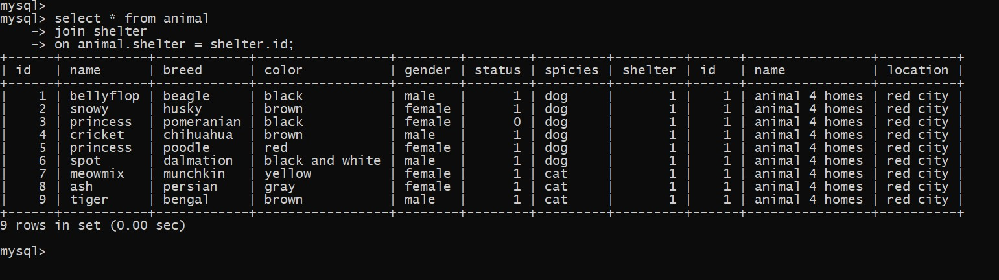 mysql>
mysql> select * from animal
    -> join shelter
    -> on animal.shelter = shelter.id;
+------+-----------+------------+-----------------+--------+--------+---------+---------+------+----------------+----------+
| id   | name      | breed      | color           | gender | status | spicies | shelter | id   | name           | location |
+------+-----------+------------+-----------------+--------+--------+---------+---------+------+----------------+----------+
|    1 | bellyflop | beagle     | black           | male   |      1 | dog     |       1 |    1 | animal 4 homes | red city |
|    2 | snowy     | husky      | brown           | female |      1 | dog     |       1 |    1 | animal 4 homes | red city |
|    3 | princess  | pomeranian | black           | female |      0 | dog     |       1 |    1 | animal 4 homes | red city |
|    4 | cricket   | chihuahua  | brown           | male   |      1 | dog     |       1 |    1 | animal 4 homes | red city |
|    5 | princess  | poodle     | red             | female |      1 | dog     |       1 |    1 | animal 4 homes | red city |
|    6 | spot      | dalmation  | black and white | male   |      1 | dog     |       1 |    1 | animal 4 homes | red city |
|    7 | meowmix   | munchkin   | yellow          | female |      1 | cat     |       1 |    1 | animal 4 homes | red city |
|    8 | ash       | persian    | gray            | female |      1 | cat     |       1 |    1 | animal 4 homes | red city |
|    9 | tiger     | bengal     | brown           | male   |      1 | cat     |       1 |    1 | animal 4 homes | red city |
+------+-----------+------------+-----------------+--------+--------+---------+---------+------+----------------+----------+
9 rows in set (0.00 sec)
mysql>